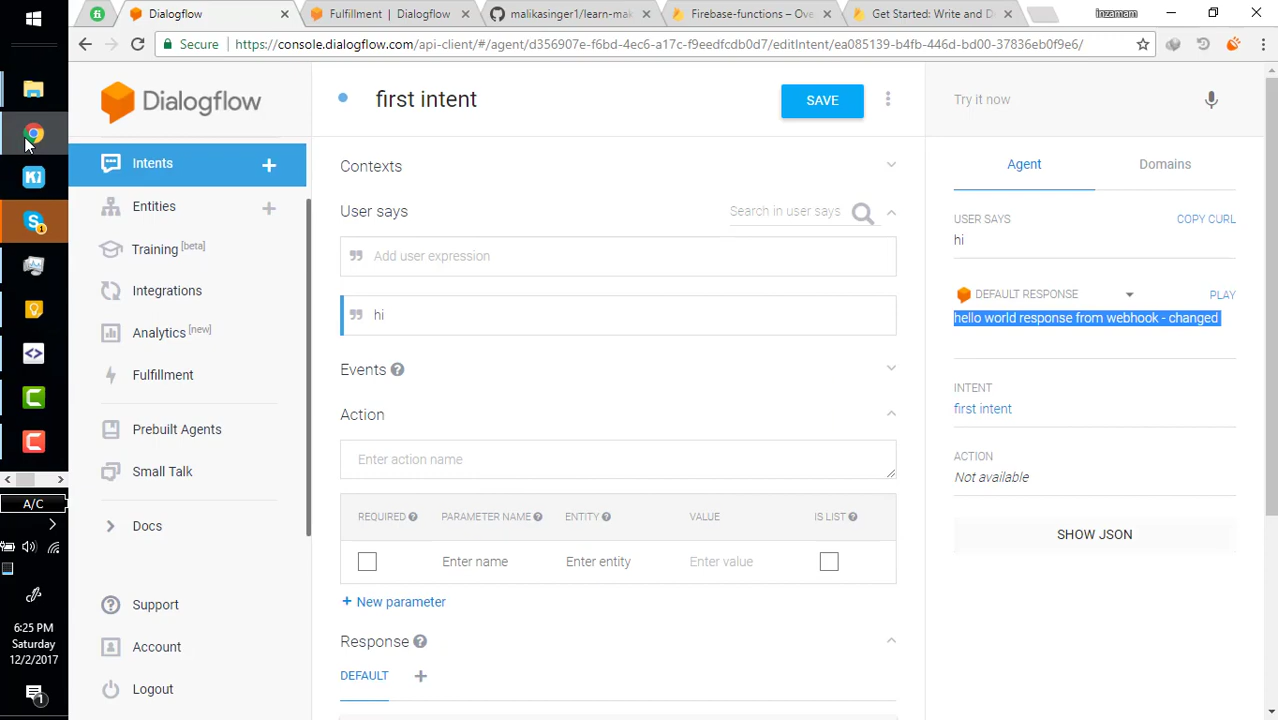 Dialogflow
Fulfillment | Dialogflow
malikasinger1/learn-mak
Firebase-functions – Ove
Get Started: Write and D
inzamam
Secure
https://console.dialogflow.com/api-client/#/agent/d356907e-f6bd-4ec6-a17c-f9eedfcdb0d7/editIntent/ea085139-b4fb-446d-bd00-37836eb0f9e6/
Dialogflow
Intents
Entities
Training [beta]
Integrations
Analytics [new]
Fulfillment
Prebuilt Agents
Small Talk
Docs
Support
Account
Logout
first intent
SAVE
Contexts
User says
Search in user says
Add user expression
hi
Events
Action
Enter action name
REQUIRED
PARAMETER NAME
ENTITY
VALUE
IS LIST
Enter name
Enter entity
Enter value
+ New parameter
Response
DEFAULT
Try it now
Agent
Domains
USER SAYS
COPY CURL
hi
DEFAULT RESPONSE
PLAY
hello world response from webhook - changed
INTENT
first intent
ACTION
Not available
SHOW JSON
A/C
6:25 PM
Saturday
12/2/2017